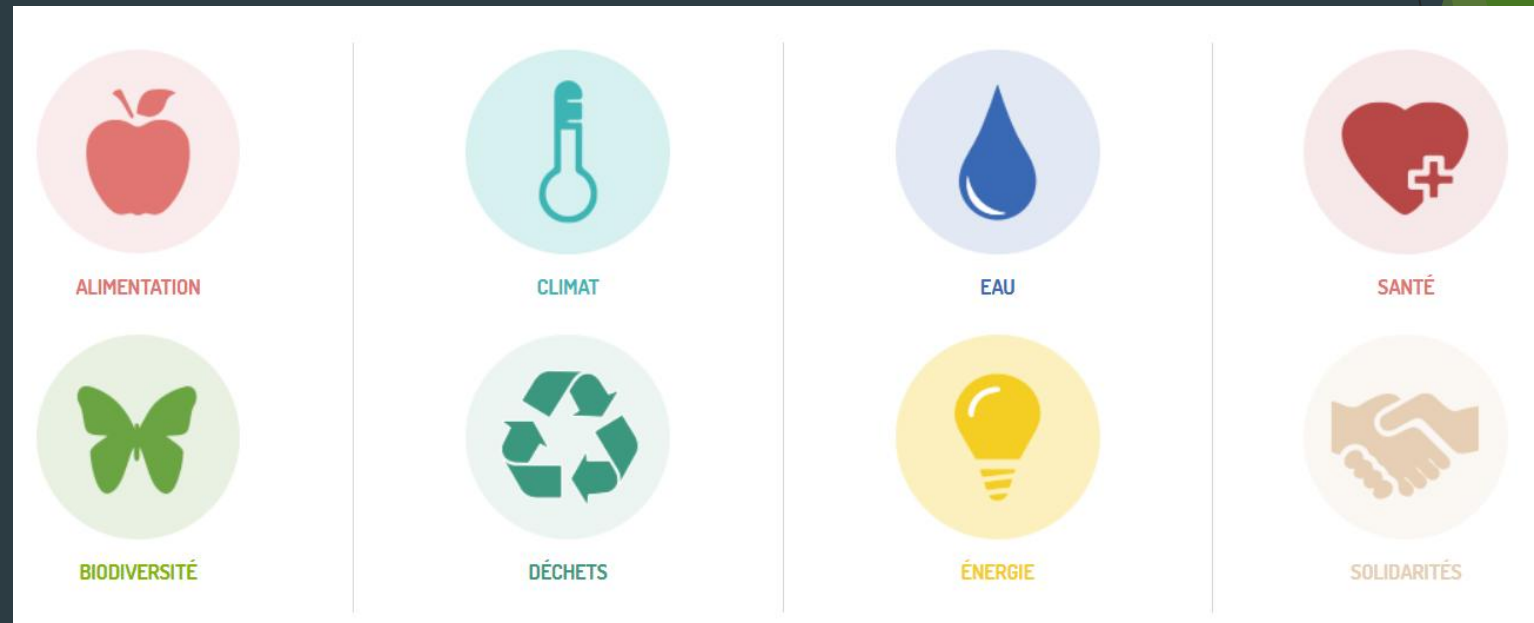 ALIMENTATION
CLIMAT
EAU
SANTÉ
BIODIVERSITÉ
DÉCHETS
ÉNERGIE
SOLIDARITÉS